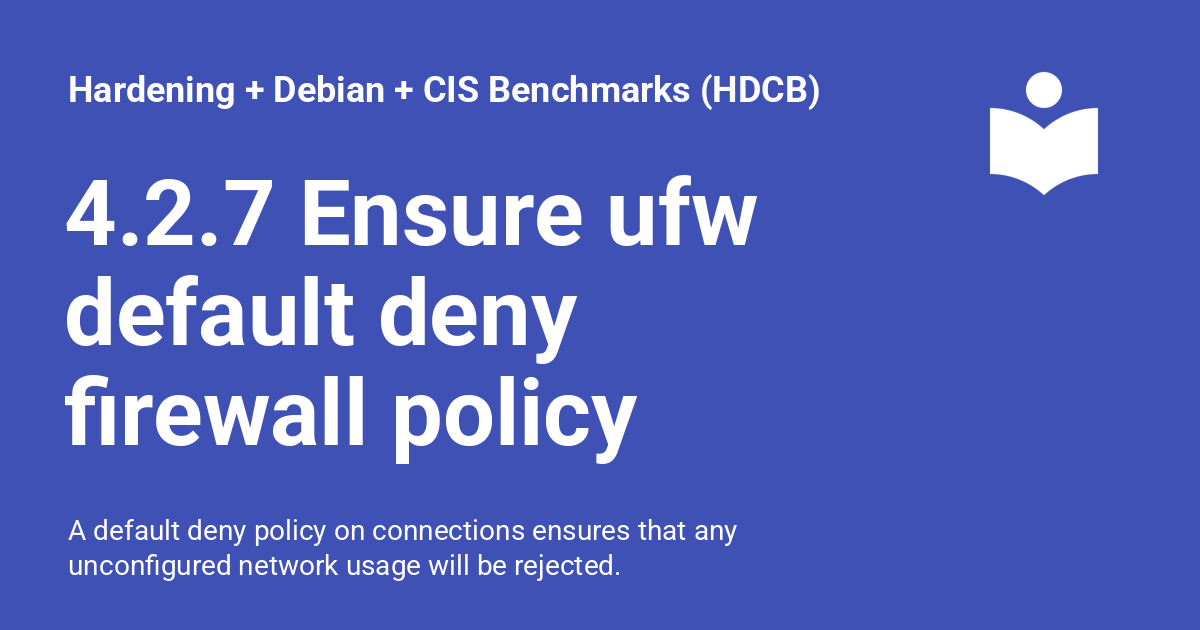 Hardening + Debian + CIS Benchmarks (HDCB)
4.2.7 Ensure ufw
default deny
firewall policy
A default deny policy on connections ensures that any
unconfigured network usage will be rejected.